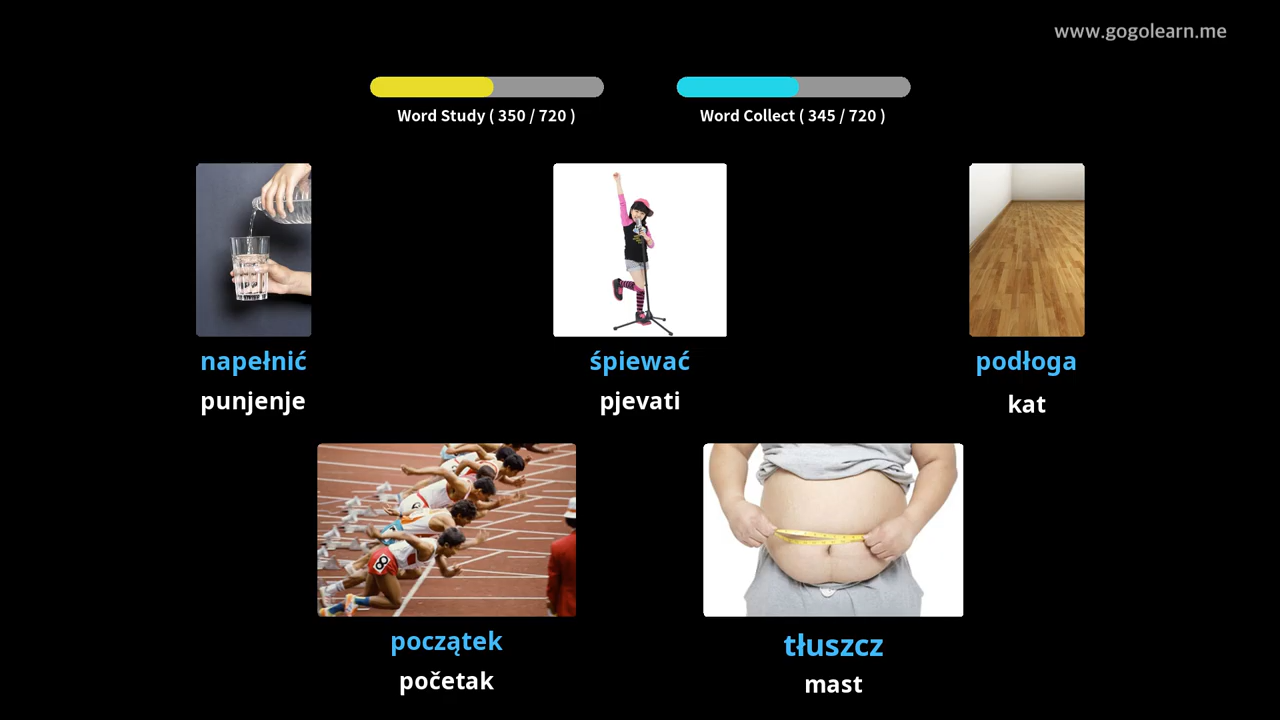 www.gogolearn.me
Word Study ( 350 / 720 )
Word Collect ( 345 / 720 )
napełnić
punjenje
śpiewać
pjevati
podłoga
kat
początek
početak
tłuszcz
mast